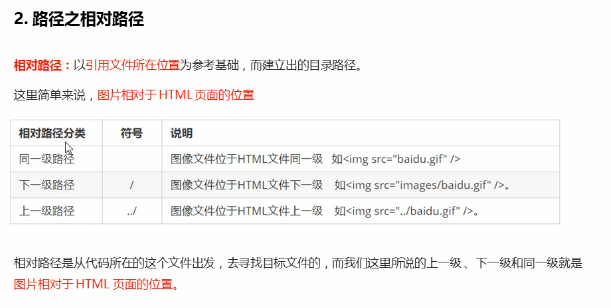 2. 路径之相对路径
相对路径：以引用文件所在位置为参考基础，而建立出的目录路径。
这里简单来说，图片相对于 HTML 页面的位置
相对路径分类 符号 说明
同一级路径 图像文件位于HTML文件同一级 如<img src="baidu.gif" />
下一级路径 / 图像文件位于HTML文件下一级 如<img src="images/baidu.gif" />。
上一级路径 ../ 图像文件位于HTML文件上一级 如<img src="../baidu.gif" />。
相对路径是从代码所在的这个文件出发，去寻找目标文件的，而我们这里所说的上一级 、下一级和同一级就是
图片相对于 HTML 页面的位置。